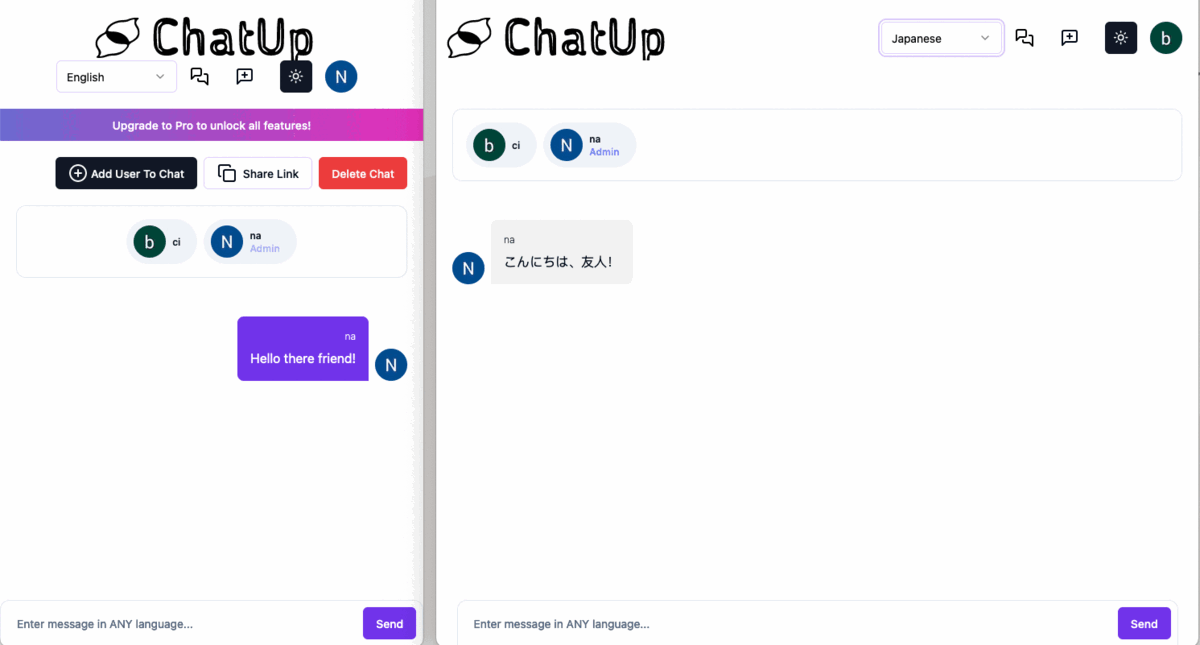 ChatUp
English
N
Upgrade to Pro to unlock all features!
Add User To Chat
Share Link
Delete Chat
b
ci
N
na
Admin
na
Hello there friend!
N
Enter message in ANY language...
Send
ChatUp
Japanese
b
b
ci
N
na
Admin
na
こんにちは、友人！
N
Enter message in ANY language...
Send